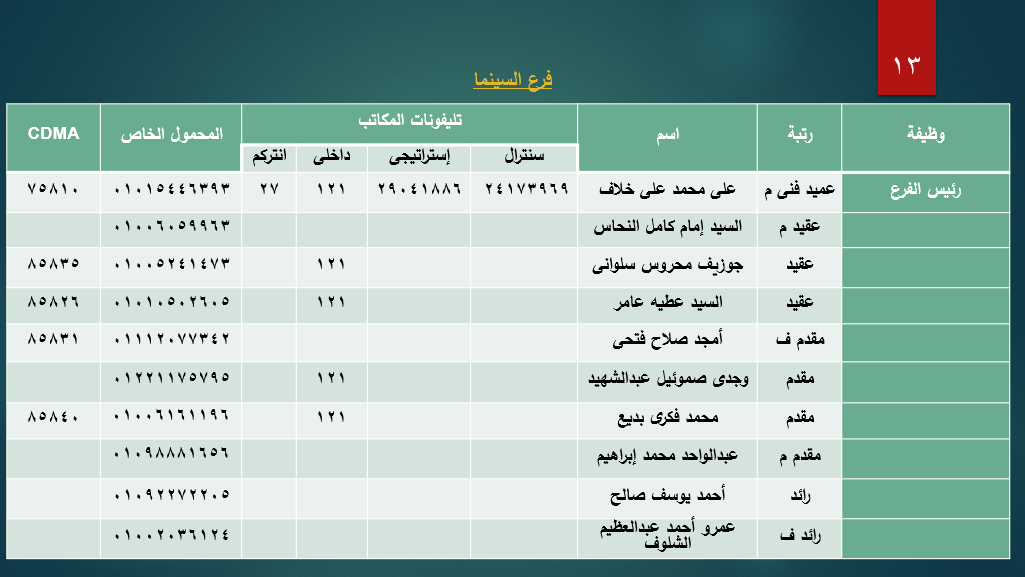 ١٣
فرع السينما
وظيفة رتبة اسم تليفونات المكاتب المحمول الخاص CDMA
سنترال إستراتيجى داخلى انتركم
رئيس الفرع عميد فنى م على محمد على خلاف ٢٤١٧٣٩٦٩ ٢٩٠٤١٨٨٦ ١٢١ ٢٧ ٠١٠١٥٤٤٦٣٩٣ ٧٥٨١٠
عقيد م السيد إمام كامل النحاس ٠١٠٠٦٠٥٩٩٦٣
عقيد جوزيف محروس سلوانى ١٢١ ٠١٠٠٥٢٤١٤٧٣ ٨٥٨٣٥
عقيد السيد عطيه عامر ١٢١ ٠١٠١٠٥٠٢٦٠٥ ٨٥٨٢٦
مقدم ف أمجد صلاح فتحى ٠١١١٢٠٧٧٣٤٢ ٨٥٨٣١
مقدم وجدى صموئيل عبدالشهيد ١٢١ ٠١٢٢١١٧٥٧٩٥
مقدم محمد فكرى بديع ١٢١ ٠١٠٠٦١٦١١٩٦ ٨٥٨٤٠
مقدم م عبدالواحد محمد إبراهيم ٠١٠٩٨٨٨١٦٥٦
رائد أحمد يوسف صالح ٠١٠٩٢٢٧٢٢٠٥
رائد ف عمرو أحمد عبدالعظيم ٠١٠٠٢٠٣٦١٢٤
الشلوف